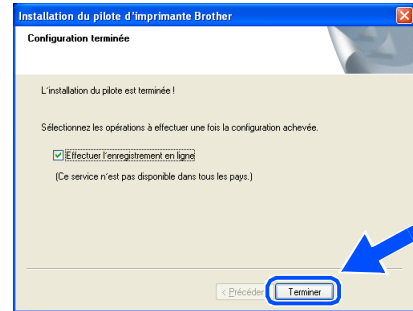 Installation du pilote d'imprimante Brother
Configuration terminée
L'installation du pilote est terminée !
Sélectionnez les opérations à effectuer une fois la configuration achevée.
Effectuer l'enregistrement en ligne
(Ce service n'est pas disponible dans tous les pays.)
< Précéder
Terminer